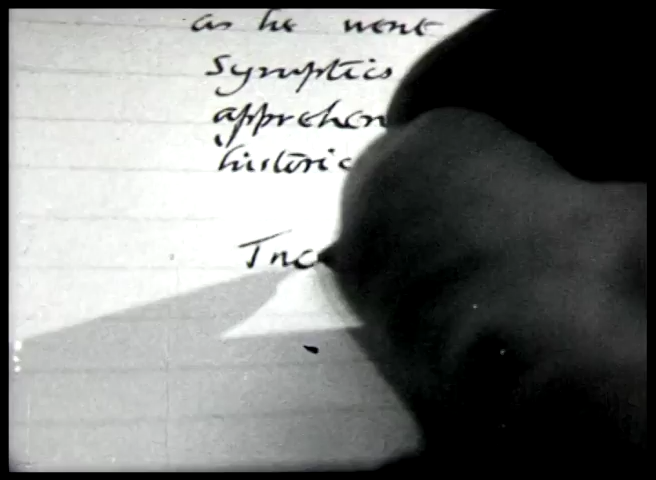 as he went
Synoptics
apprehen
historic
Inc